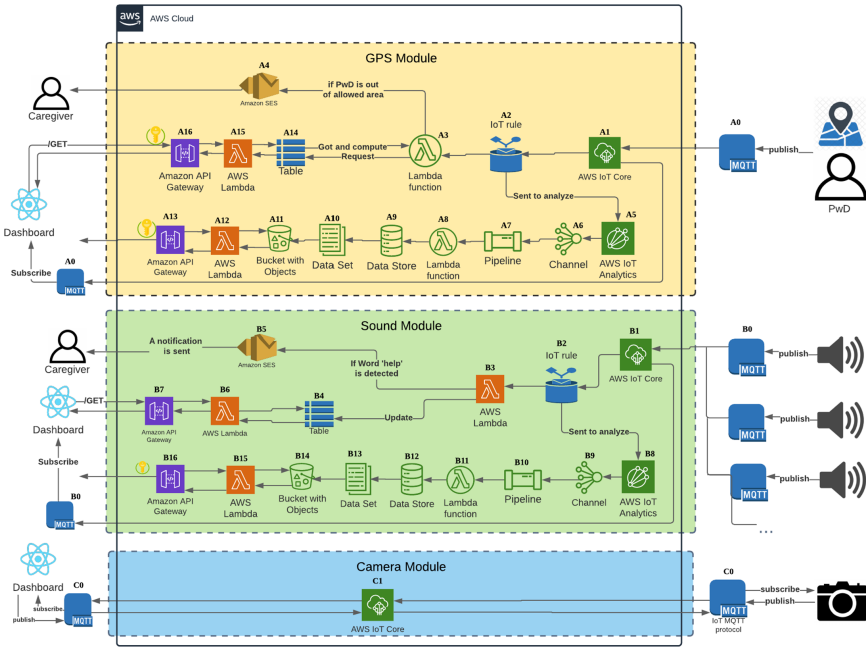 aws
AWS Cloud
GPS Module
A4
Amazon SES
if PwD is out
of allowed area
Caregiver
/GET
A16
Amazon API
Gateway
A15
AWS
Lambda
A14
Table
Got and compute
Request
A3
Lambda
function
A2
IoT rule
A1
AWS IoT Core
A0
MQTT
publish
PwD
Sent to analyze
Dashboard
Subscribe
A0
MQTT
A13
Amazon API
Gateway
A12
AWS
Lambda
A11
Bucket with
Objects
A10
Data Set
A9
Data Store
A8
Lambda
function
A7
Pipeline
A6
Channel
A5
AWS IoT
Analytics
Sound Module
A notification
is sent
B5
Amazon SES
If Word 'help'
is detected
Caregiver
/GET
Dashboard
B7
Amazon API
Gateway
B6
AWS Lambda
B4
Table
Update
B3
AWS
Lambda
B2
IoT rule
B1
AWS IoT Core
B0
MQTT
publish
B0
MQTT
publish
B0
MQTT
publish
...
Sent to analyze
Subscribe
B0
MQTT
B16
Amazon API
Gateway
B15
AWS
Lambda
B14
Bucket with
Objects
B13
Data Set
B12
Data Store
B11
Lambda
function
B10
Pipeline
B9
Channel
B8
AWS IoT
Analytics
Camera Module
Dashboard
subscribe
publish
C0
MQTT
C1
AWS IoT Core
C0
MQTT
IoT MQTT
protocol
subscribe
publish